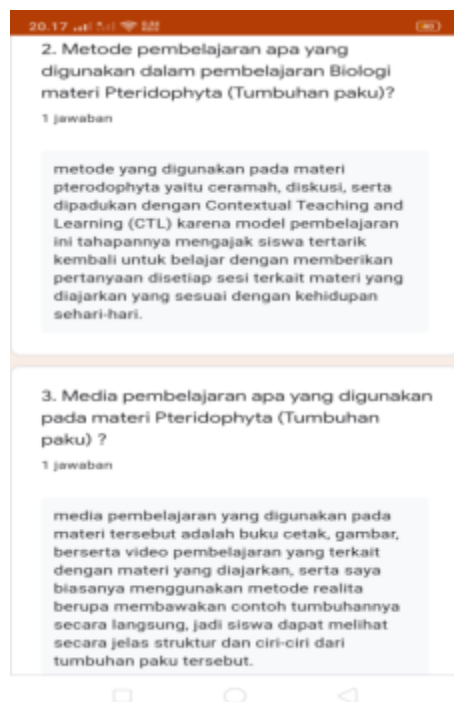 20.17
2. Metode pembelajaran apa yang
digunakan dalam pembelajaran Biologi
materi Pteridophyta (Tumbuhan paku)?
1 jawaban
metode yang digunakan pada materi
pterodophyta yaitu ceramah, diskusi, serta
dipadukan dengan Contextual Teaching and
Learning (CTL) karena model pembelajaran
ini tahapannya mengajak siswa tertarik
kembali untuk belajar dengan memberikan
pertanyaan disetiap sesi terkait materi yang
diajarkan yang sesuai dengan kehidupan
sehari-hari.
3. Media pembelajaran apa yang digunakan
pada materi Pteridophyta (Tumbuhan
paku) ?
1 jawaban
media pembelajaran yang digunakan pada
materi tersebut adalah buku cetak, gambar,
berserta video pembelajaran yang terkait
dengan materi yang diajarkan, serta saya
biasanya menggunakan metode realita
berupa membawakan contoh tumbuhannya
secara langsung, jadi siswa dapat melihat
secara jelas struktur dan ciri-ciri dari
tumbuhan paku tersebut.